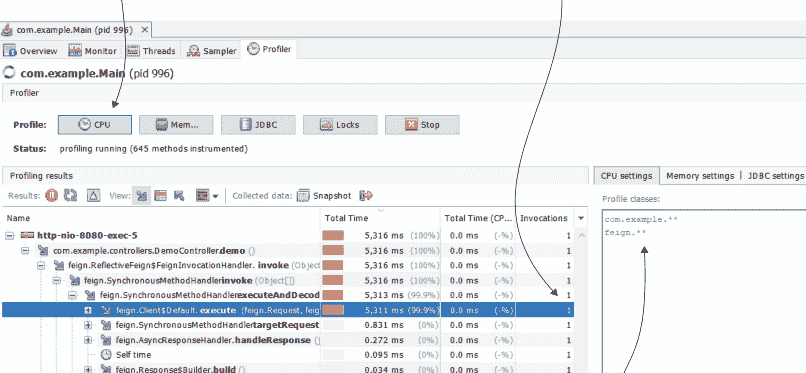 com.example.Main (pid 996)
Overview Monitor Threads Sampler Profiler
com.example.Main (pid 996)
Profiler
Profile: CPU Mem... JDBC Locks Stop
Status: profiling running (645 methods instrumented)
Profiling results CPU settings Memory settings JDBC settings
Results: View: Collected data: Snapshot Profile classes:
com.example.**
feign.**
Name Total Time Total Time (CP... Invocations
http-nio-8080-exec-5 5,316 ms (100%) 0.0 ms (-%) 1
com.example.controllers.DemoController.demo () 5,316 ms (100%) 0.0 ms (-%) 1
feign.ReflectiveFeign$FeignInvocationHandler. invoke (Objec 5,316 ms (100%) 0.0 ms (-%) 1
feign.SynchronousMethodHandlerinvoke (Object[]) 5,316 ms (100%) 0.0 ms (-%) 1
feign.SynchronousMethodHandler.executeAndDecod 5,313 ms (99.9%) 0.0 ms (-%) 1
feign.Client$Default.execute (feign.Request, feig 5,311 ms (99.9%) 0.0 ms (-%) 1
feign.SynchronousMethodHandler.targetRequest 0.831 ms (0%) 0.0 ms (-%) 1
feign.AsyncResponseHandler.handleResponse ( 0.272 ms (0%) 0.0 ms (-%) 1
Self time 0.095 ms (0%) 0.0 ms (-%) 1
feign.Response$Builder.build () 0.034 ms (0%) 0.0 ms (-%) 1